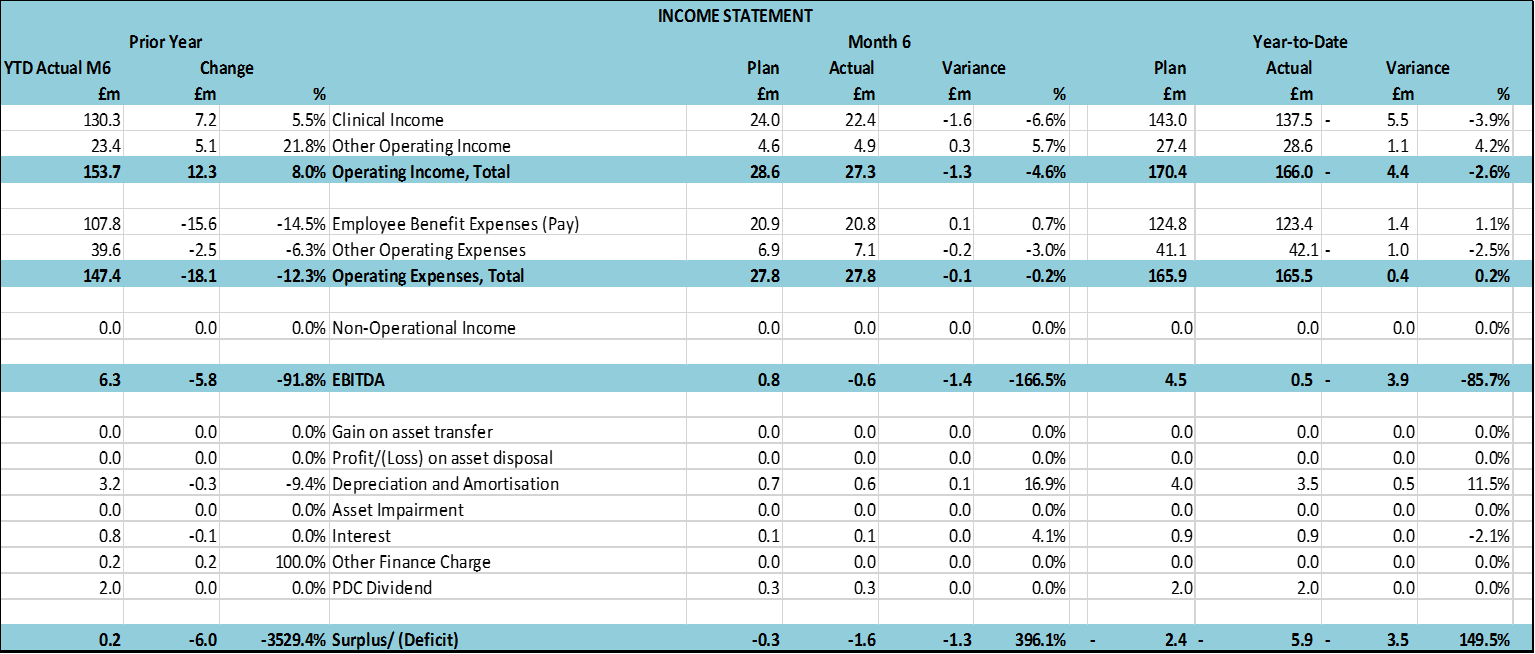 INCOME STATEMENT
Prior Year Month 6 Year-to-Date
YTD Actual M6 Change Plan Actual Variance Plan Actual Variance
£m £m % £m £m £m % £m £m £m %
130.3 7.2 5.5% Clinical Income 24.0 22.4 -1.6 -6.6% 143.0 137.5 - 5.5 -3.9%
23.4 5.1 21.8% Other Operating Income 4.6 4.9 0.3 5.7% 27.4 28.6 1.1 4.2%
153.7 12.3 8.0% Operating Income, Total 28.6 27.3 -1.3 -4.6% 170.4 166.0 - 4.4 -2.6%
107.8 -15.6 -14.5% Employee Benefit Expenses (Pay) 20.9 20.8 0.1 0.7% 124.8 123.4 1.4 1.1%
39.6 -2.5 -6.3% Other Operating Expenses 6.9 7.1 -0.2 -3.0% 41.1 42.1 - 1.0 -2.5%
147.4 -18.1 -12.3% Operating Expenses, Total 27.8 27.8 -0.1 -0.2% 165.9 165.5 0.4 0.2%
0.0 0.0 0.0% Non-Operational Income 0.0 0.0 0.0 0.0% 0.0 0.0 0.0 0.0%
6.3 -5.8 -91.8% EBITDA 0.8 -0.6 -1.4 -166.5% 4.5 0.5 - 3.9 -85.7%
0.0 0.0 0.0% Gain on asset transfer 0.0 0.0 0.0 0.0% 0.0 0.0 0.0 0.0%
0.0 0.0 0.0% Profit/(Loss) on asset disposal 0.0 0.0 0.0 0.0% 0.0 0.0 0.0 0.0%
3.2 -0.3 -9.4% Depreciation and Amortisation 0.7 0.6 0.1 16.9% 4.0 3.5 0.5 11.5%
0.0 0.0 0.0% Asset Impairment 0.0 0.0 0.0 0.0% 0.0 0.0 0.0 0.0%
0.8 -0.1 0.0% Interest 0.1 0.1 0.0 4.1% 0.9 0.9 0.0 -2.1%
0.2 0.2 100.0% Other Finance Charge 0.0 0.0 0.0 0.0% 0.0 0.0 0.0 0.0%
2.0 0.0 0.0% PDC Dividend 0.3 0.3 0.0 0.0% 2.0 2.0 0.0 0.0%
0.2 -6.0 -3529.4% Surplus/ (Deficit) -0.3 -1.6 -1.3 396.1% - 2.4 - 5.9 - 3.5 149.5%